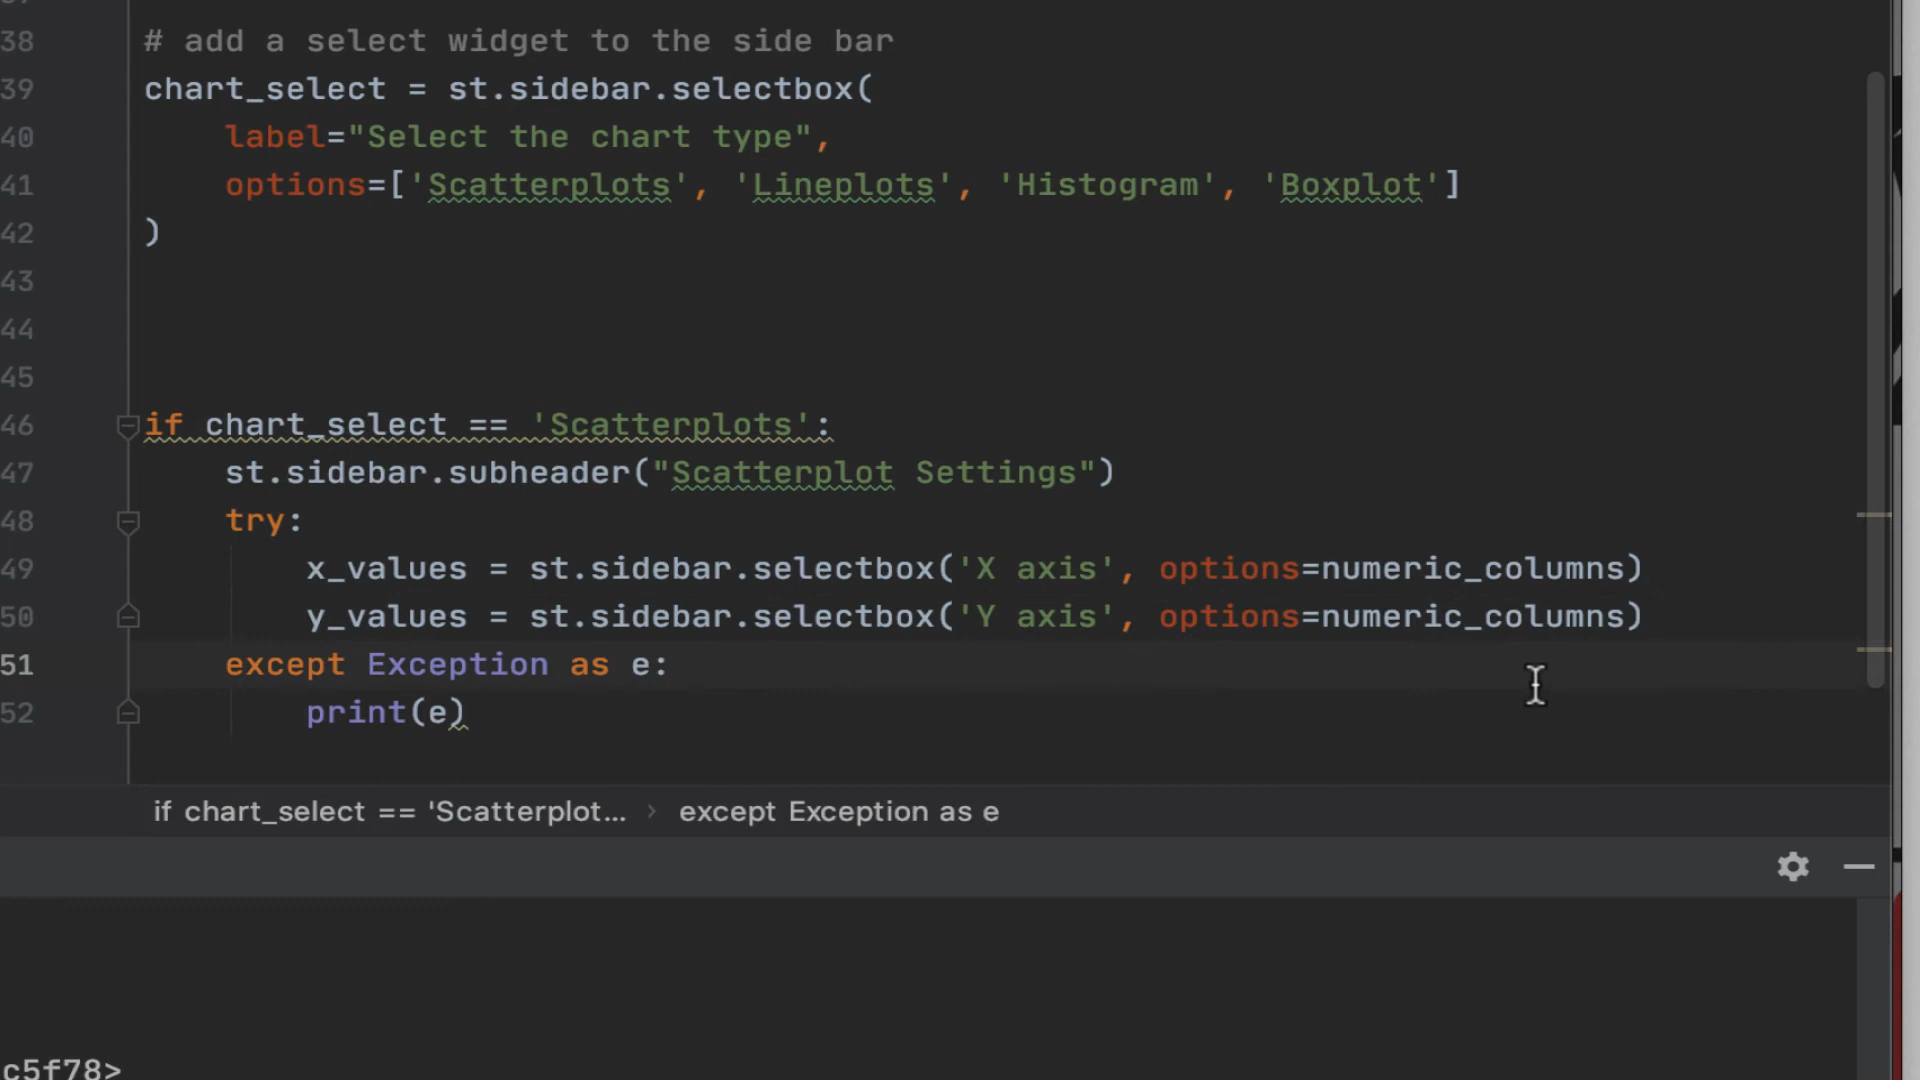 38 # add a select widget to the side bar
39 chart_select = st.sidebar.selectbox(
40 label="Select the chart type",
41 options=['Scatterplots', 'Lineplots', 'Histogram', 'Boxplot']
42 )
43
44
45
46 if chart_select == 'Scatterplots':
47 st.sidebar.subheader("Scatterplot Settings")
48 try:
49 x_values = st.sidebar.selectbox('X axis', options=numeric_columns)
50 y_values = st.sidebar.selectbox('Y axis', options=numeric_columns)
51 except Exception as e:
52 print(e)
if chart_select == 'Scatterplot... › except Exception as e
c5f78>